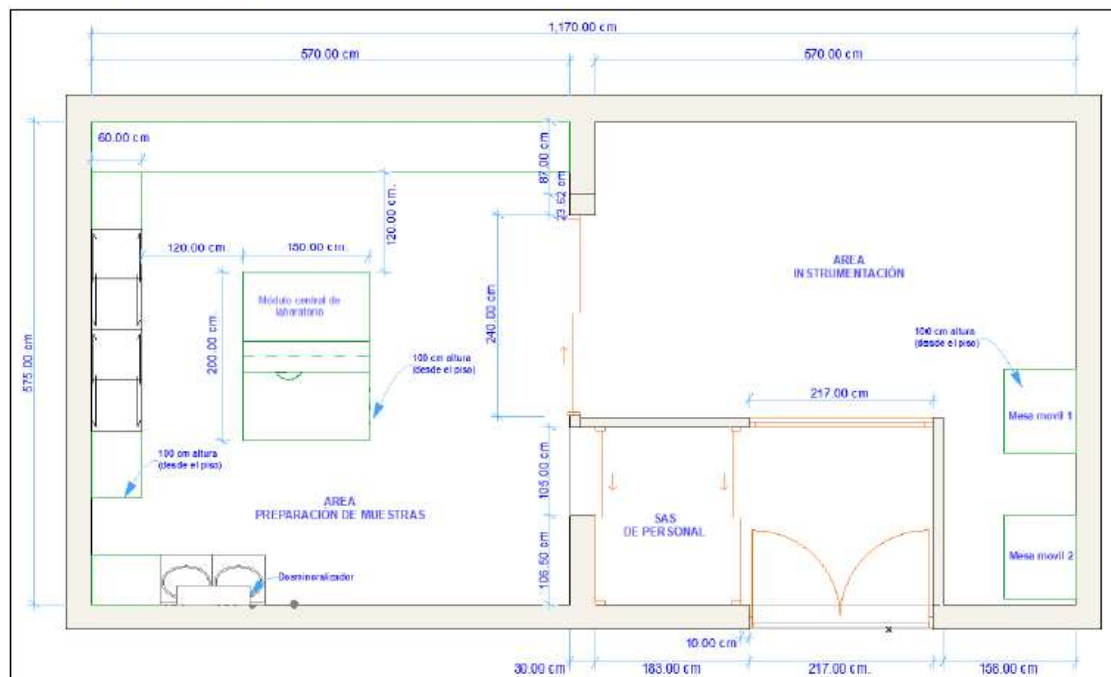 1,170.00 cm
570.00 cm
570.00 cm
60.00 cm
87.00 cm
23.62 cm
120.00 cm.
120.00 cm.
150.00 cm.
AREA
INSTRUMENTACIÓN
Módulo central de
laboratorio
240.00 cm
200.00 cm.
575.00 cm
100 cm altura
(desde el piso)
100 cm altura
(desde el piso)
217.00 cm
Mesa movil 1
100 cm altura
(desde el piso)
105.00 cm
AREA
PREPARACIÓN DE MUESTRAS
SAS
DE PERSONAL
106.50 cm
Mesa movil 2
Desmineralizador
10.00 cm
x
30.00 cm
183.00 cm
217.00 cm.
158.00 cm